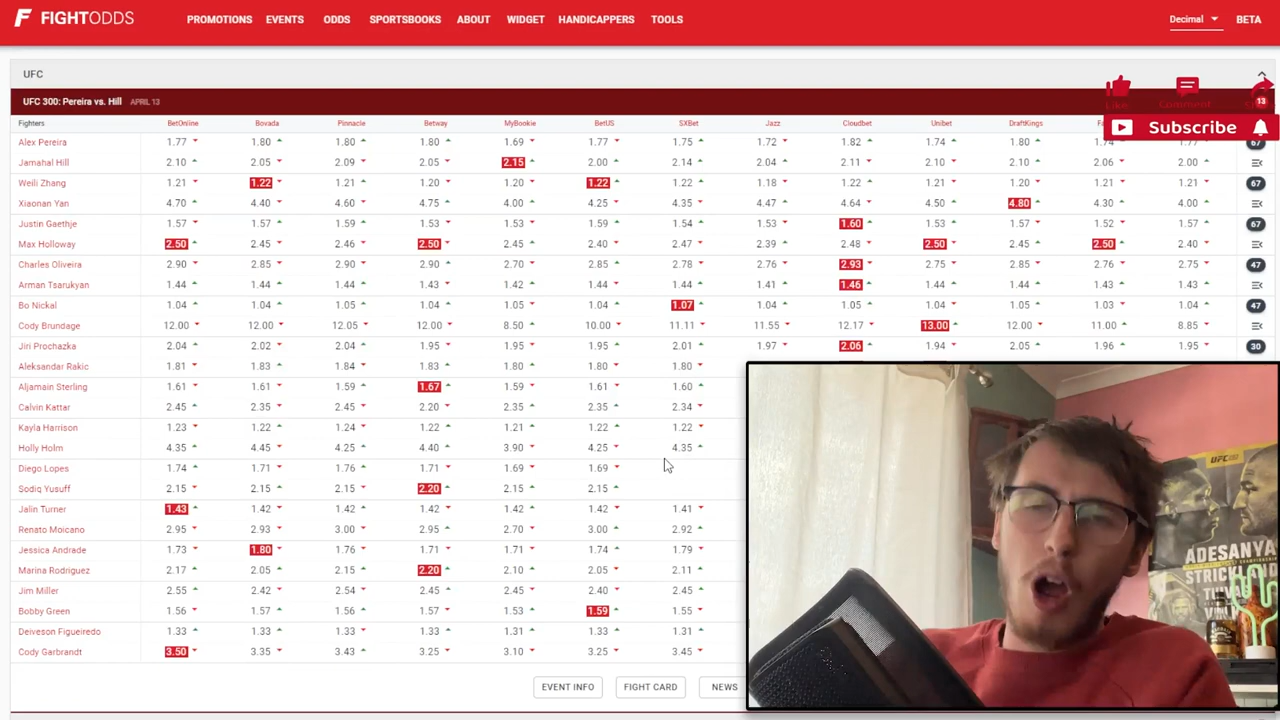 FIGHTODDS PROMOTIONS EVENTS ODDS SPORTSBOOKS ABOUT WIDGET HANDICAPPERS TOOLS Decimal BETA
UFC
UFC 300: Pereira vs. Hill APRIL 13
13
Like Comment
Subscribe
Fighters BetOnline Bovada Pinnacle Betway MyBookie BetUS SXBet Jazz Cloudbet Unibet DraftKings
Alex Pereira 1.77 1.80 1.80 1.80 1.69 1.77 1.75 1.72 1.82 1.74 1.80 1.74 1.77 67
Jamahal Hill 2.10 2.05 2.09 2.05 2.15 2.00 2.14 2.04 2.11 2.10 2.10 2.06 2.00
Weili Zhang 1.21 1.22 1.21 1.20 1.20 1.22 1.22 1.18 1.22 1.21 1.20 1.21 1.21 67
Xiaonan Yan 4.70 4.40 4.60 4.75 4.00 4.25 4.35 4.47 4.64 4.50 4.80 4.30 4.00
Justin Gaethje 1.57 1.57 1.59 1.53 1.53 1.59 1.54 1.53 1.60 1.53 1.57 1.52 1.57 67
Max Holloway 2.50 2.45 2.46 2.50 2.45 2.40 2.47 2.39 2.48 2.50 2.45 2.50 2.40
Charles Oliveira 2.90 2.85 2.90 2.90 2.70 2.85 2.78 2.76 2.93 2.75 2.85 2.76 2.75 47
Arman Tsarukyan 1.44 1.44 1.44 1.43 1.42 1.44 1.44 1.41 1.46 1.44 1.44 1.43 1.43
Bo Nickal 1.04 1.04 1.05 1.04 1.05 1.04 1.07 1.04 1.05 1.04 1.05 1.03 1.04 47
Cody Brundage 12.00 12.00 12.05 12.00 8.50 10.00 11.11 11.55 12.17 13.00 12.00 11.00 8.85
Jiri Prochazka 2.04 2.02 2.04 1.95 1.95 1.95 2.01 1.97 2.06 1.94 2.05 1.96 1.95 30
Aleksandar Rakic 1.81 1.83 1.84 1.83 1.80 1.80 1.80
Aljamain Sterling 1.61 1.61 1.59 1.67 1.59 1.61 1.60
Calvin Kattar 2.45 2.35 2.45 2.20 2.35 2.35 2.34
Kayla Harrison 1.23 1.22 1.24 1.22 1.21 1.22 1.22
Holly Holm 4.35 4.45 4.25 4.40 3.90 4.25 4.35
Diego Lopes 1.74 1.71 1.76 1.71 1.69 1.69
Sodiq Yusuff 2.15 2.15 2.15 2.20 2.15 2.15
Jalin Turner 1.43 1.42 1.42 1.42 1.42 1.42 1.41
Renato Moicano 2.95 2.93 3.00 2.95 2.70 3.00 2.92
Jessica Andrade 1.73 1.80 1.76 1.71 1.71 1.74 1.79
Marina Rodriguez 2.17 2.05 2.15 2.20 2.10 2.05 2.11
Jim Miller 2.55 2.42 2.54 2.45 2.45 2.40 2.45
Bobby Green 1.56 1.57 1.56 1.57 1.53 1.59 1.55
Deiveson Figueiredo 1.33 1.33 1.33 1.33 1.31 1.33 1.31
Cody Garbrandt 3.50 3.35 3.43 3.25 3.10 3.25 3.45
EVENT INFO FIGHT CARD NEWS
ADESANYA